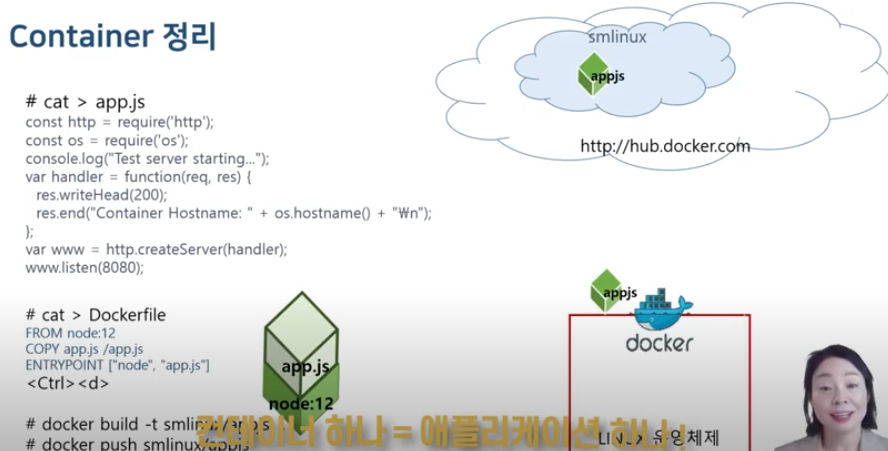 Container 정리
# cat > app.js
const http = require('http');
const os = require('os');
console.log("Test server starting...");
var handler = function(req, res) {
res.writeHead(200);
res.end("Container Hostname: " + os.hostname() + "₩n");
};
var www = http.createServer(handler);
www.listen(8080);
# cat > Dockerfile
FROM node:12
COPY app.js /app.js
ENTRYPOINT ["node", "app.js"]
<Ctrl><d>
# docker build -t smlinux/appjs
# docker push smlinux/appjs
app.js
node:12
smlinux
appjs
http://hub.docker.com
appjs
docker
LINUX 운영체제
컨테이너 하나 = 애플리케이션 하나!